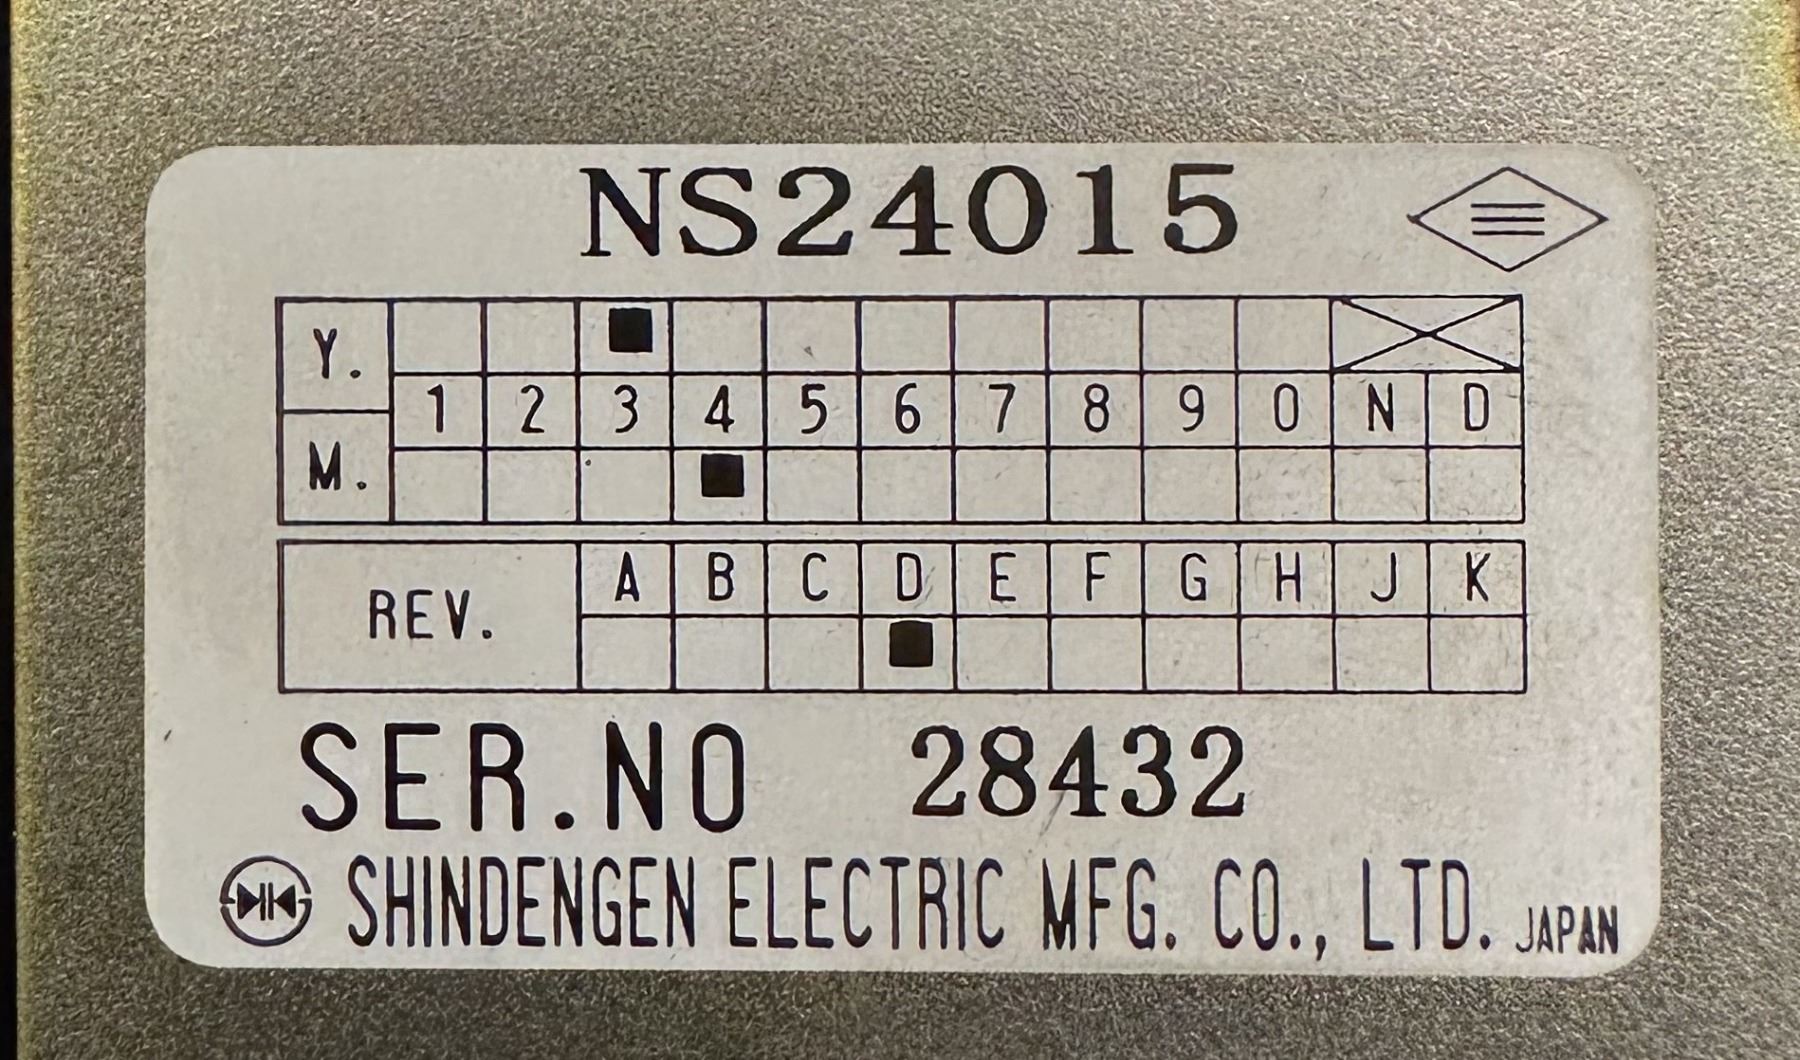 NS24015
Y.
1 2 3 4 5 6 7 8 9 0 N D
M.
REV. A B C D E F G H J K
SER.NO 28432
SHINDENGEN ELECTRIC MFG. CO., LTD. JAPAN